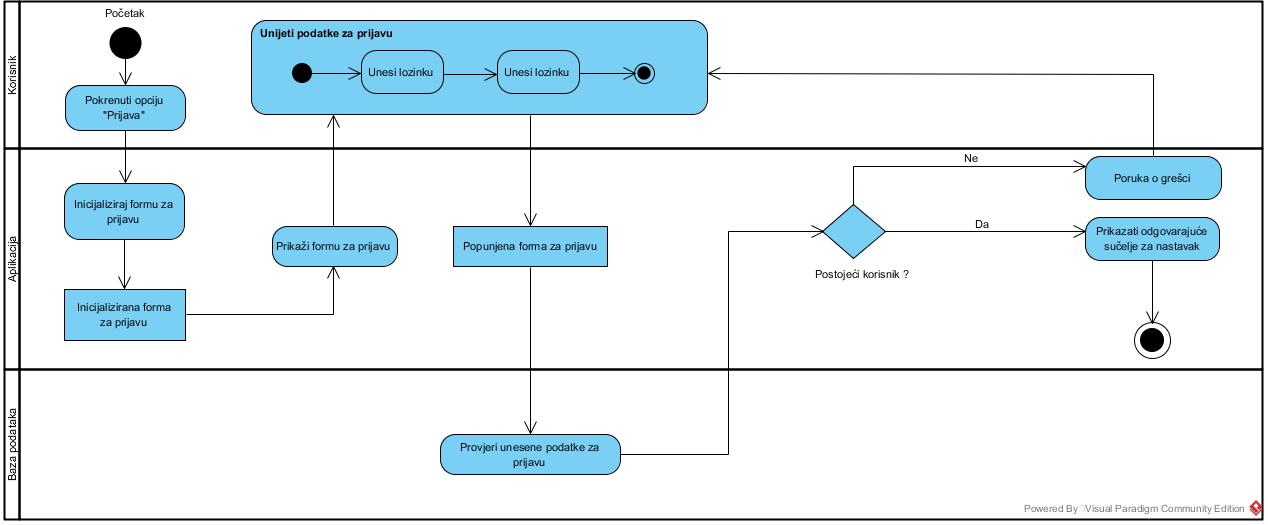 Početak
Korisnik
Pokrenuti opciju
"Prijava"
Unijeti podatke za prijavu
Unesi lozinku
Unesi lozinku
Aplikacija
Inicijaliziraj formu za
prijavu
Inicijalizirana forma
za prijavu
Prikaži formu za prijavu
Popunjena forma za prijavu
Postojeći korisnik ?
Ne
Da
Poruka o grešci
Prikazati odgovarajuće
sučelje za nastavak
Baza podataka
Provjeri unesene podatke za
prijavu
Powered By Visual Paradigm Community Edition